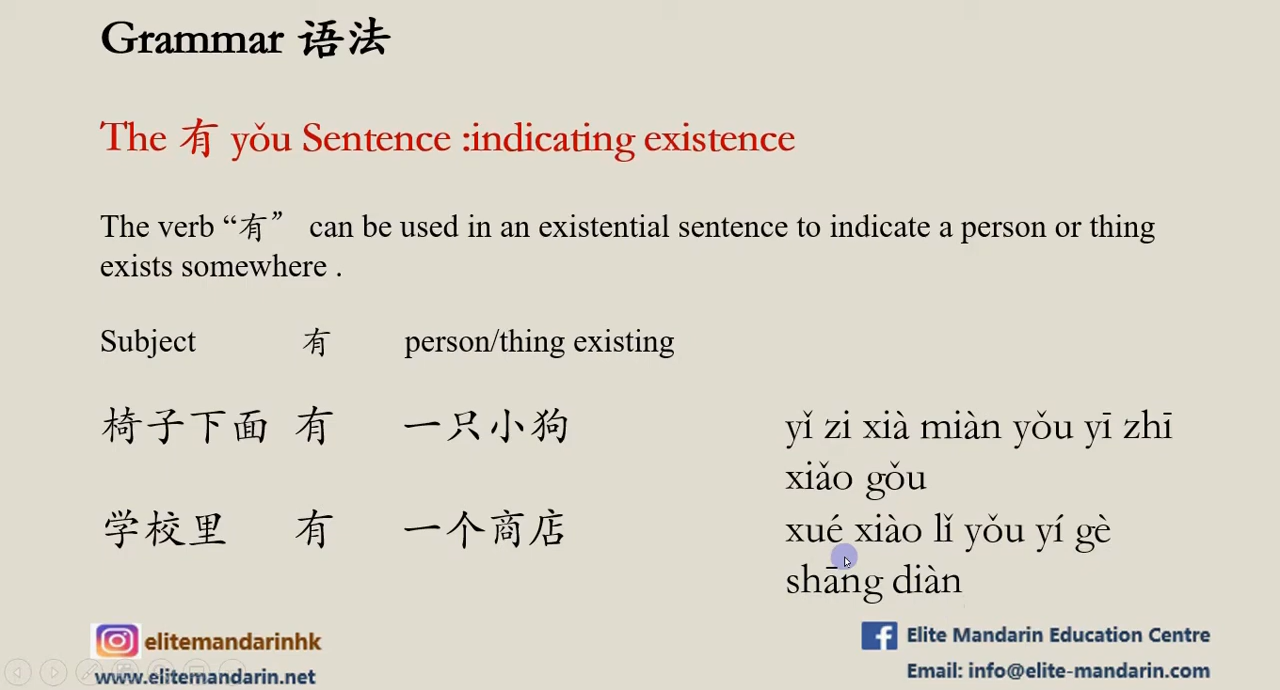 Grammar 语法
The 有 yǒu Sentence :indicating existence
The verb “有” can be used in an existential sentence to indicate a person or thing
exists somewhere .
Subject 有 person/thing existing
椅子下面 有 一只小狗 yǐ zi xià miàn yǒu yī zhī
xiǎo gǒu
学校里 有 一个商店 xué xiào lǐ yǒu yí gè
shāng diàn
elitemandarinhk Elite Mandarin Education Centre
www.elitemandarin.net Email: info@elite-mandarin.com